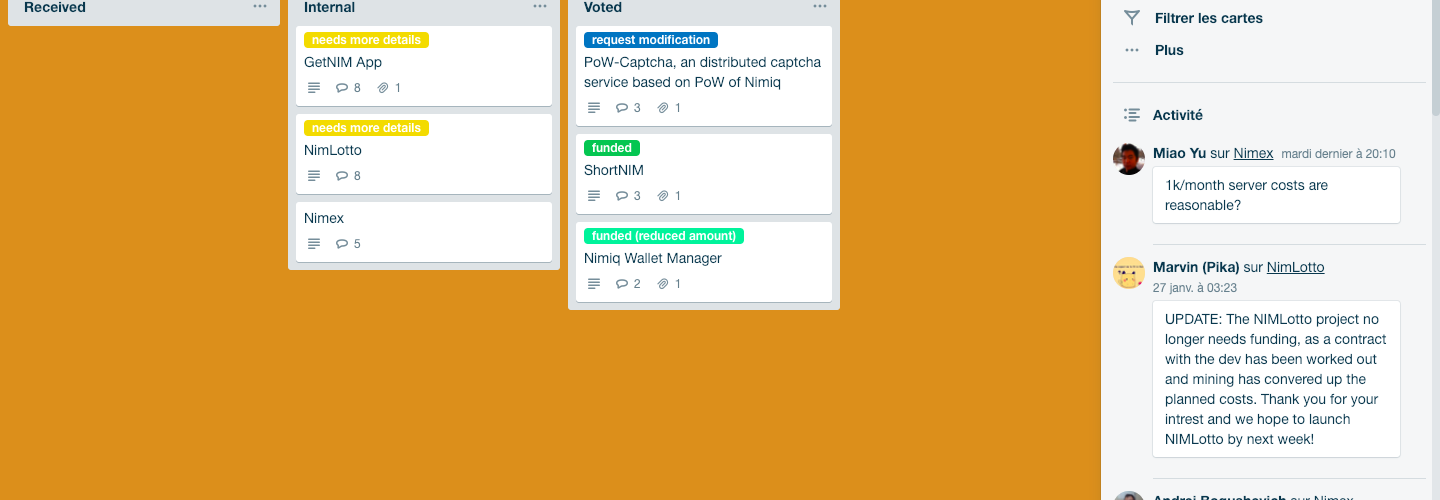 Received
Internal
needs more details
GetNIM App
8 1
needs more details
NimLotto
8
Nimex
5
Voted
request modification
PoW-Captcha, an distributed captcha
service based on PoW of Nimiq
3 1
funded
ShortNIM
3 1
funded (reduced amount)
Nimiq Wallet Manager
2 1
Filtrer les cartes
Plus
Activité
Miao Yu sur Nimex mardi dernier à 20:10
1k/month server costs are
reasonable?
Marvin (Pika) sur NimLotto
27 janv. à 03:23
UPDATE: The NIMLotto project no
longer needs funding, as a contract
with the dev has been worked out
and mining has convered up the
planned costs. Thank you for your
intrest and we hope to launch
NIMLotto by next week!
sur Nimex